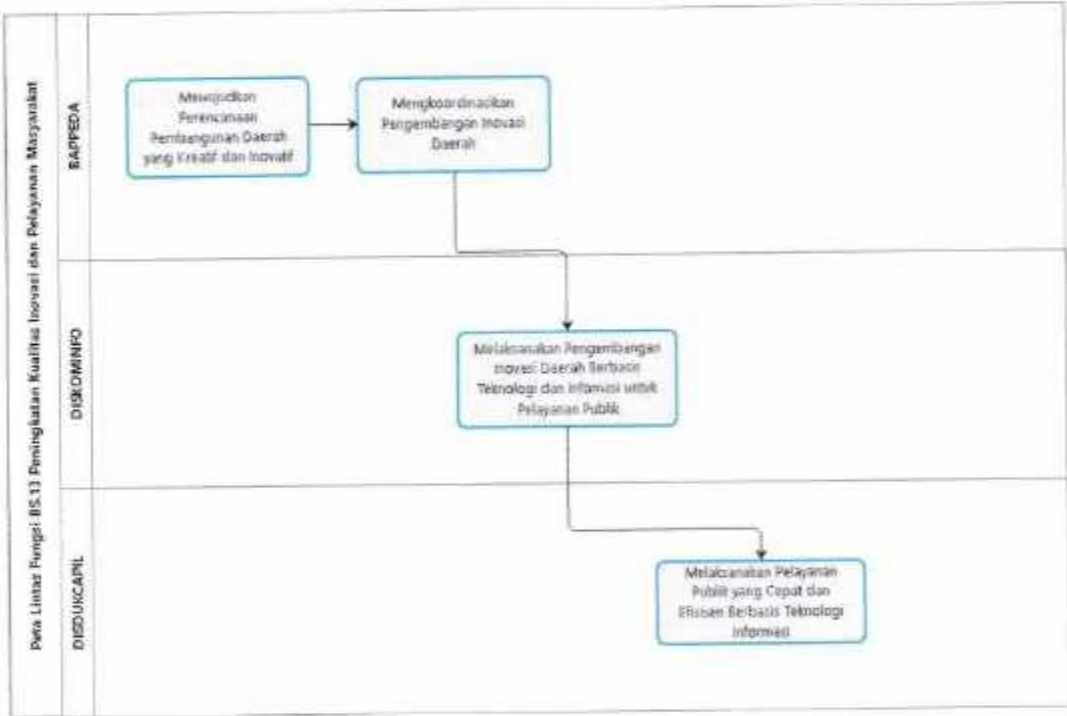 Peta Lintas Fungsi BS.13 Peningkatan Kualitas Inovasi dan Pelayanan Masyarakat
BAPPEDA
Mewujudkan
Perencanaan
Pembangunan Daerah
yang Kreatif dan Inovatif
Mengkoordinasikan
Pengembangan Inovasi
Daerah
DISKOMINFO
Melaksanakan Pengembangan
Inovasi Daerah Berbasis
Teknologi dan Infomasi untuk
Pelayanan Publik
DISDUKCAPIL
Melaksanakan Pelayanan
Publik yang Cepat dan
Efisisen Berbasis Teknologi
Informasi